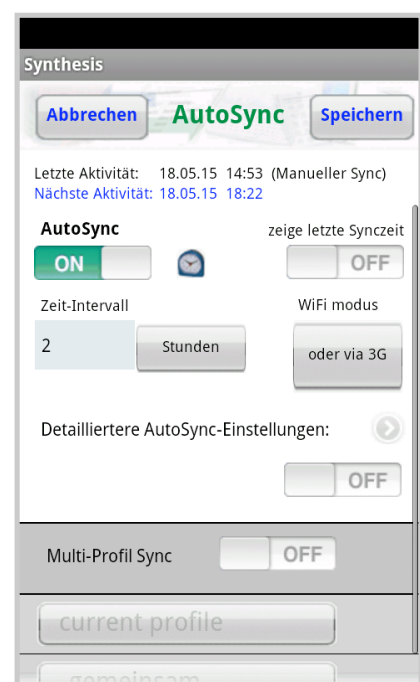 Synthesis
Abbrechen AutoSync Speichern
Letzte Aktivität: 18.05.15 14:53 (Manueller Sync)
Nächste Aktivität: 18.05.15 18:22
AutoSync zeige letzte Synczeit
ON OFF
Zeit-Intervall WiFi modus
2 Stunden oder via 3G
Detailliertere AutoSync-Einstellungen:
OFF
Multi-Profil Sync OFF
current profile
gemeinsam